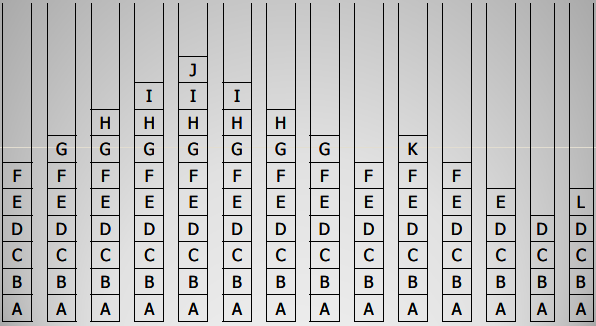 J
I I I
H H H H H
G G G G G G G K
F F F F F F F F F F F
E E E E E E E E E E E E L
D D D D D D D D D D D D D D
C C C C C C C C C C C C C C
B B B B B B B B B B B B B B
A A A A A A A A A A A A A A